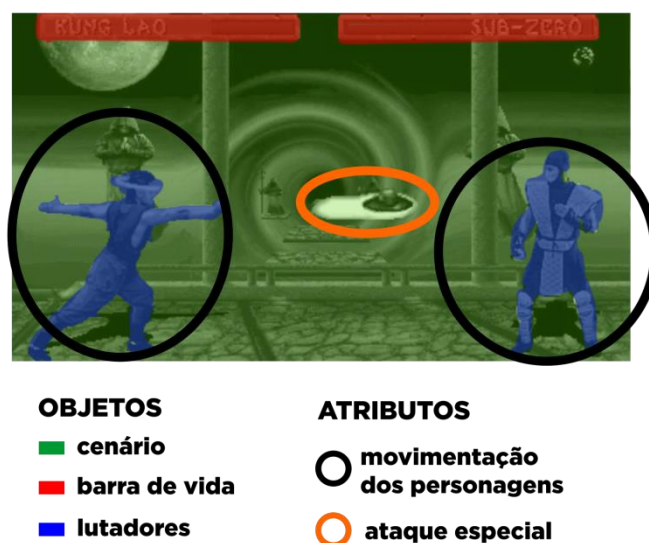 KUNG LAO
SUB-ZERO
OBJETOS
cenário
barra de vida
lutadores
ATRIBUTOS
movimentação
dos personagens
ataque especial